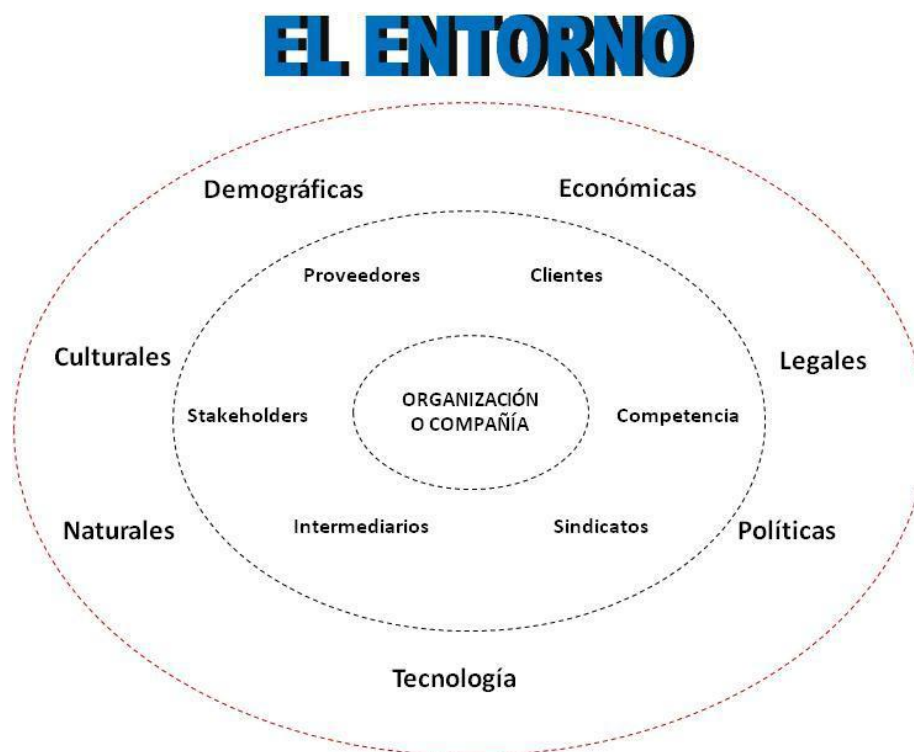 EL ENTORNO
Demográficas
Económicas
Proveedores
Clientes
Culturales
Legales
ORGANIZACIÓN
O COMPAÑÍA
Stakeholders
Competencia
Naturales
Intermediarios
Sindicatos
Políticas
Tecnología